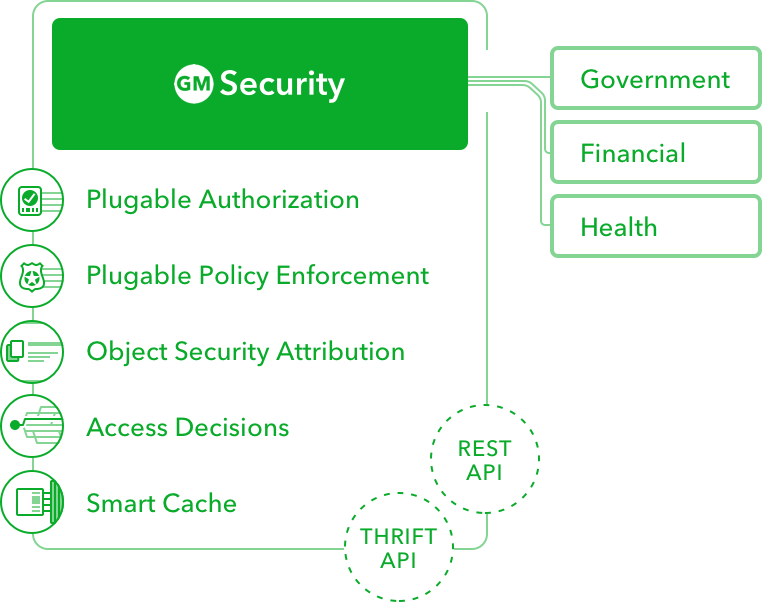 GM Security
Government
Financial
Health
Plugable Authorization
Plugable Policy Enforcement
Object Security Attribution
Access Decisions
Smart Cache
REST
API
THRIFT
API